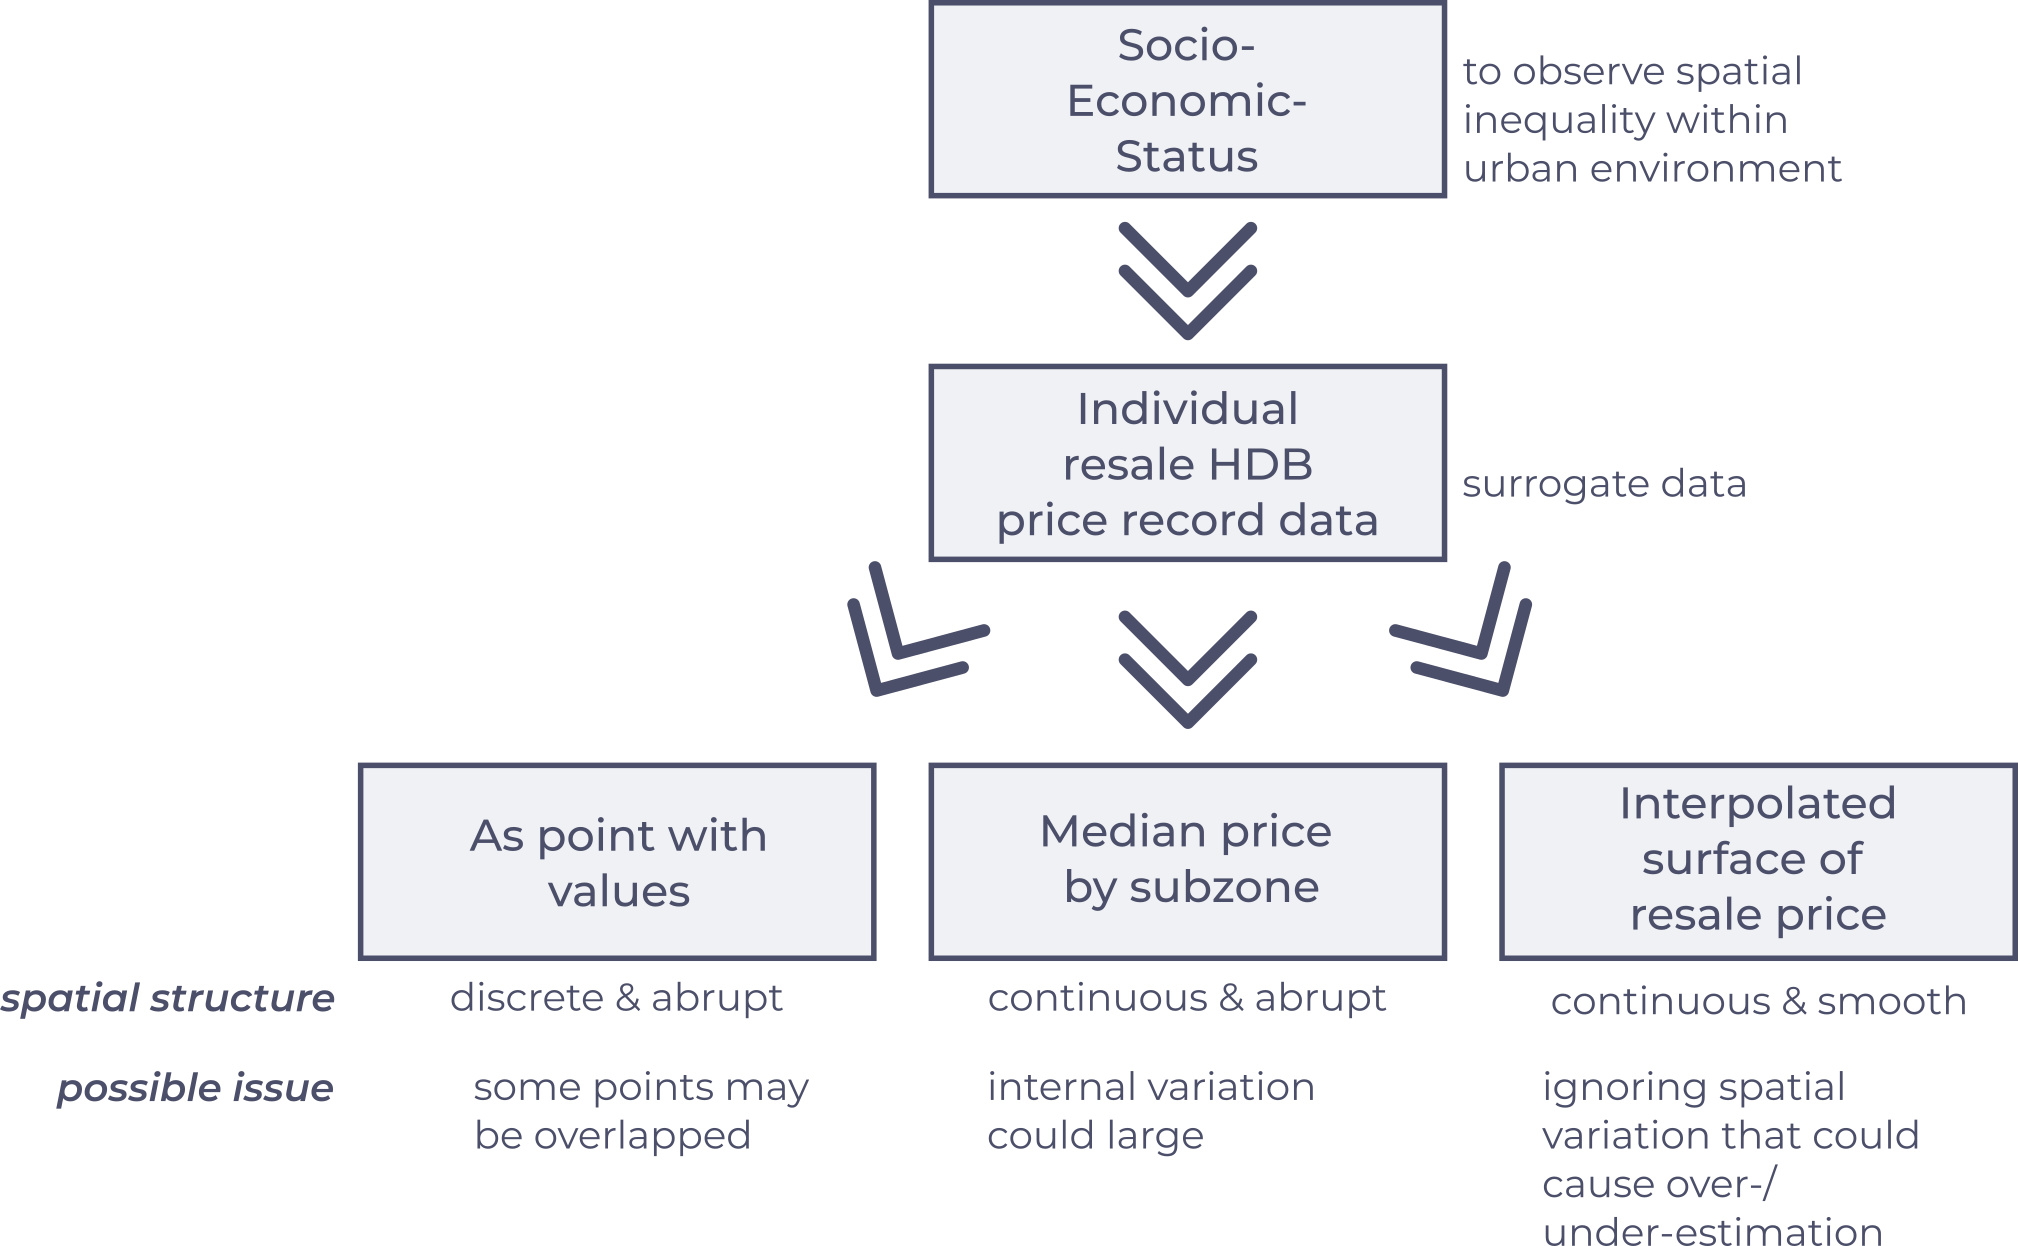 Socio-
Economic-
Status
to observe spatial
inequality within
urban environment
Individual
resale HDB
price record data
surrogate data
As point with
values
Median price
by subzone
Interpolated
surface of
resale price
spatial structure
discrete & abrupt
continuous & abrupt
continuous & smooth
possible issue
some points may
be overlapped
internal variation
could large
ignoring spatial
variation that could
cause over-/
under-estimation